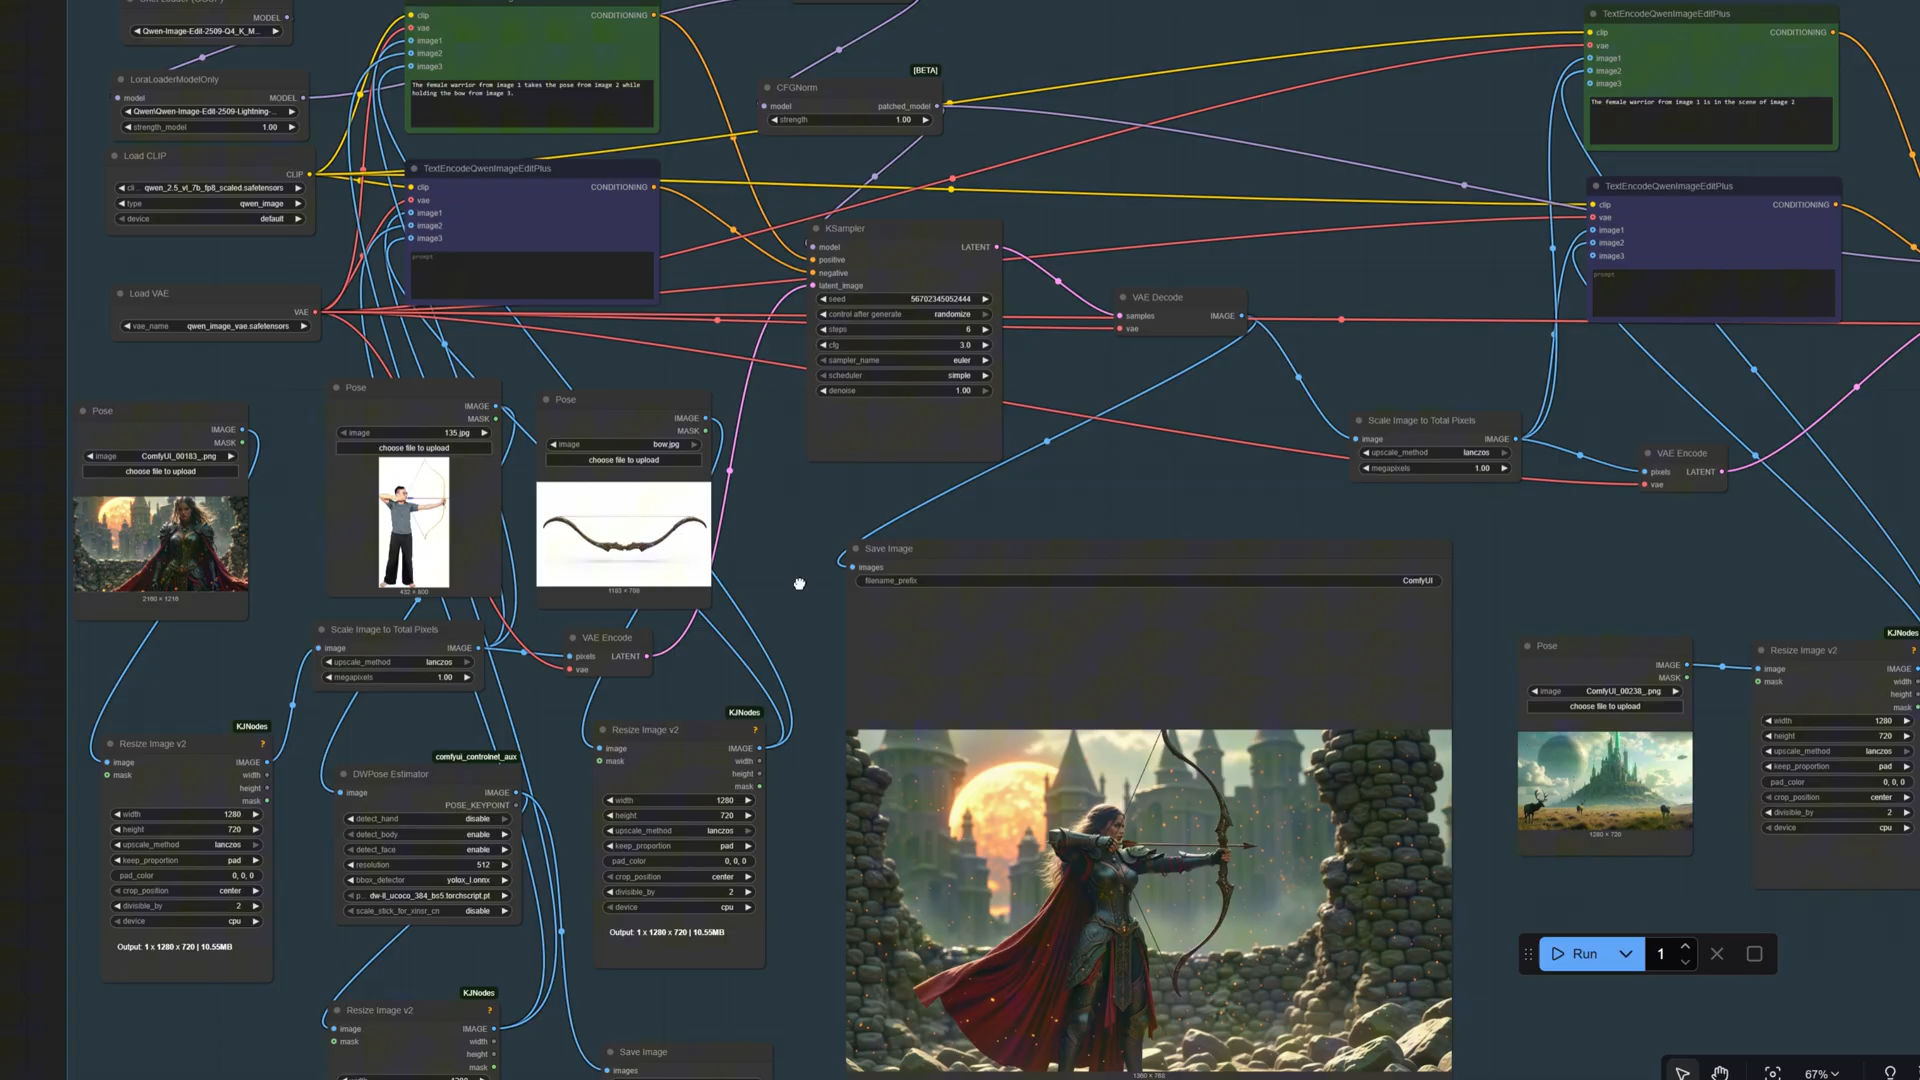 MODEL
Qwen-Image-Edit-2509-Q4_K_M...
LoraLoaderModelOnly
model MODEL
Qwen\Qwen-Image-Edit-2509-Lightning-...
strength_model 1.00
Load CLIP
CLIP
cli... qwen_2.5_vl_7b_fp8_scaled.safetensors
type qwen_image
device default
Load VAE
VAE
vae_name qwen_image_vae.safetensors
clip CONDITIONING
vae
image1
image2
image3
The female warrior from image 1 takes the pose from image 2 while
holding the bow from image 3.
TextEncodeQwenImageEditPlus
clip CONDITIONING
vae
image1
image2
image3
prompt
[BETA]
CFGNorm
model patched_model
strength 1.00
KSampler
model LATENT
positive
negative
latent_image
seed 56702345052444
control after generate randomize
steps 6
cfg 3.0
sampler_name euler
scheduler simple
denoise 1.00
VAE Decode
samples IMAGE
vae
TextEncodeQwenImageEditPlus
clip CONDITIONING
vae
image1
image2
image3
The female warrior from image 1 is in the scene of image 2
TextEncodeQwenImageEditPlus
clip CONDITIONING
vae
image1
image2
image3
prompt
Scale Image to Total Pixels
image IMAGE
upscale_method lanczos
megapixels 1.00
VAE Encode
pixels LATENT
vae
Pose
IMAGE
MASK
image ComfyUI_00183_.png
choose file to upload
2160 × 1216
Pose
IMAGE
MASK
image 135.jpg
choose file to upload
432 × 800
Pose
IMAGE
MASK
image bow.jpg
choose file to upload
1183 × 708
Scale Image to Total Pixels
image IMAGE
upscale_method lanczos
megapixels 1.00
VAE Encode
pixels LATENT
vae
KJNodes
Resize Image v2 ?
image IMAGE
mask width
height
mask
width 1280
height 720
upscale_method lanczos
keep_proportion pad
pad_color 0, 0, 0
crop_position center
divisible_by 2
device cpu
Output: 1 x 1280 x 720 | 10.55MB
comfyui_controlnet_aux
DWPose Estimator
image IMAGE
POSE_KEYPOINT
detect_hand disable
detect_body enable
detect_face enable
resolution 512
bbox_detector yolox_l.onnx
p... dw-ll_ucoco_384_bs5.torchscript.pt
scale_stick_for_xinsr_cn disable
KJNodes
Resize Image v2 ?
image IMAGE
mask width
height
mask
width 1280
height 720
upscale_method lanczos
keep_proportion pad
pad_color 0, 0, 0
crop_position center
divisible_by 2
device cpu
Output: 1 x 1280 x 720 | 10.55MB
KJNodes
Resize Image v2 ?
image IMAGE
mask width
height
mask
Save Image
images
Save Image
images
filename_prefix ComfyUI
1360 × 768
Pose
IMAGE
MASK
image ComfyUI_00238_.png
choose file to upload
1280 × 720
KJNodes
Resize Image v2 ?
image IMAGE
mask width
height
mask
width 1280
height 720
upscale_method lanczos
keep_proportion pad
pad_color 0, 0, 0
crop_position center
divisible_by 2
device cpu
Run 1
67%